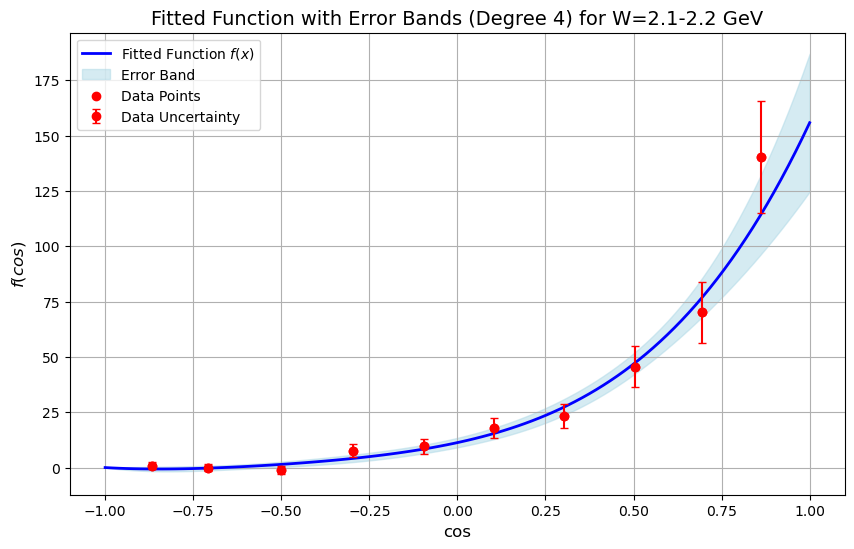 Fitted Function with Error Bands (Degree 4) for W=2.1-2.2 GeV
Fitted Function f(x)
Error Band
Data Points
Data Uncertainty
f(cos)
175
150
125
100
75
50
25
0
−1.00 −0.75 −0.50 −0.25 0.00 0.25 0.50 0.75 1.00
cos